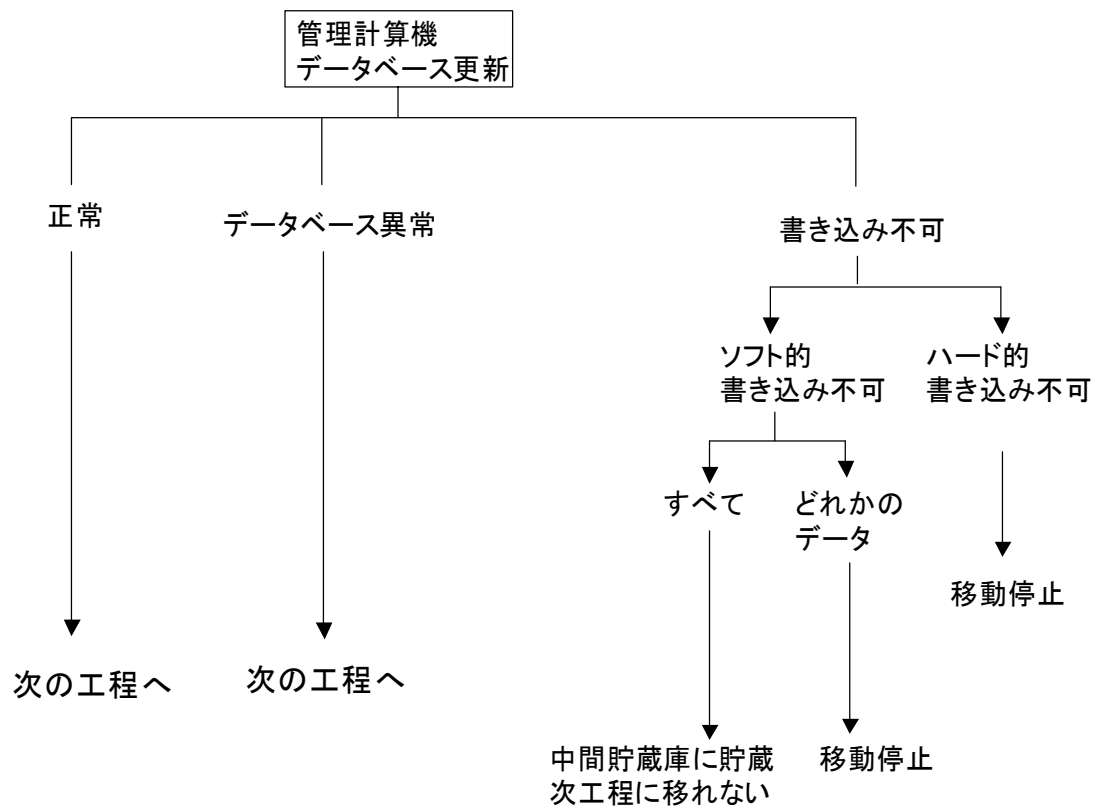 管理計算機
データベース更新
正常
データベース異常
書き込み不可
ソフト的
書き込み不可
ハード的
書き込み不可
すべて
どれかの
データ
移動停止
次の工程へ
次の工程へ
中間貯蔵庫に貯蔵
次工程に移れない
移動停止